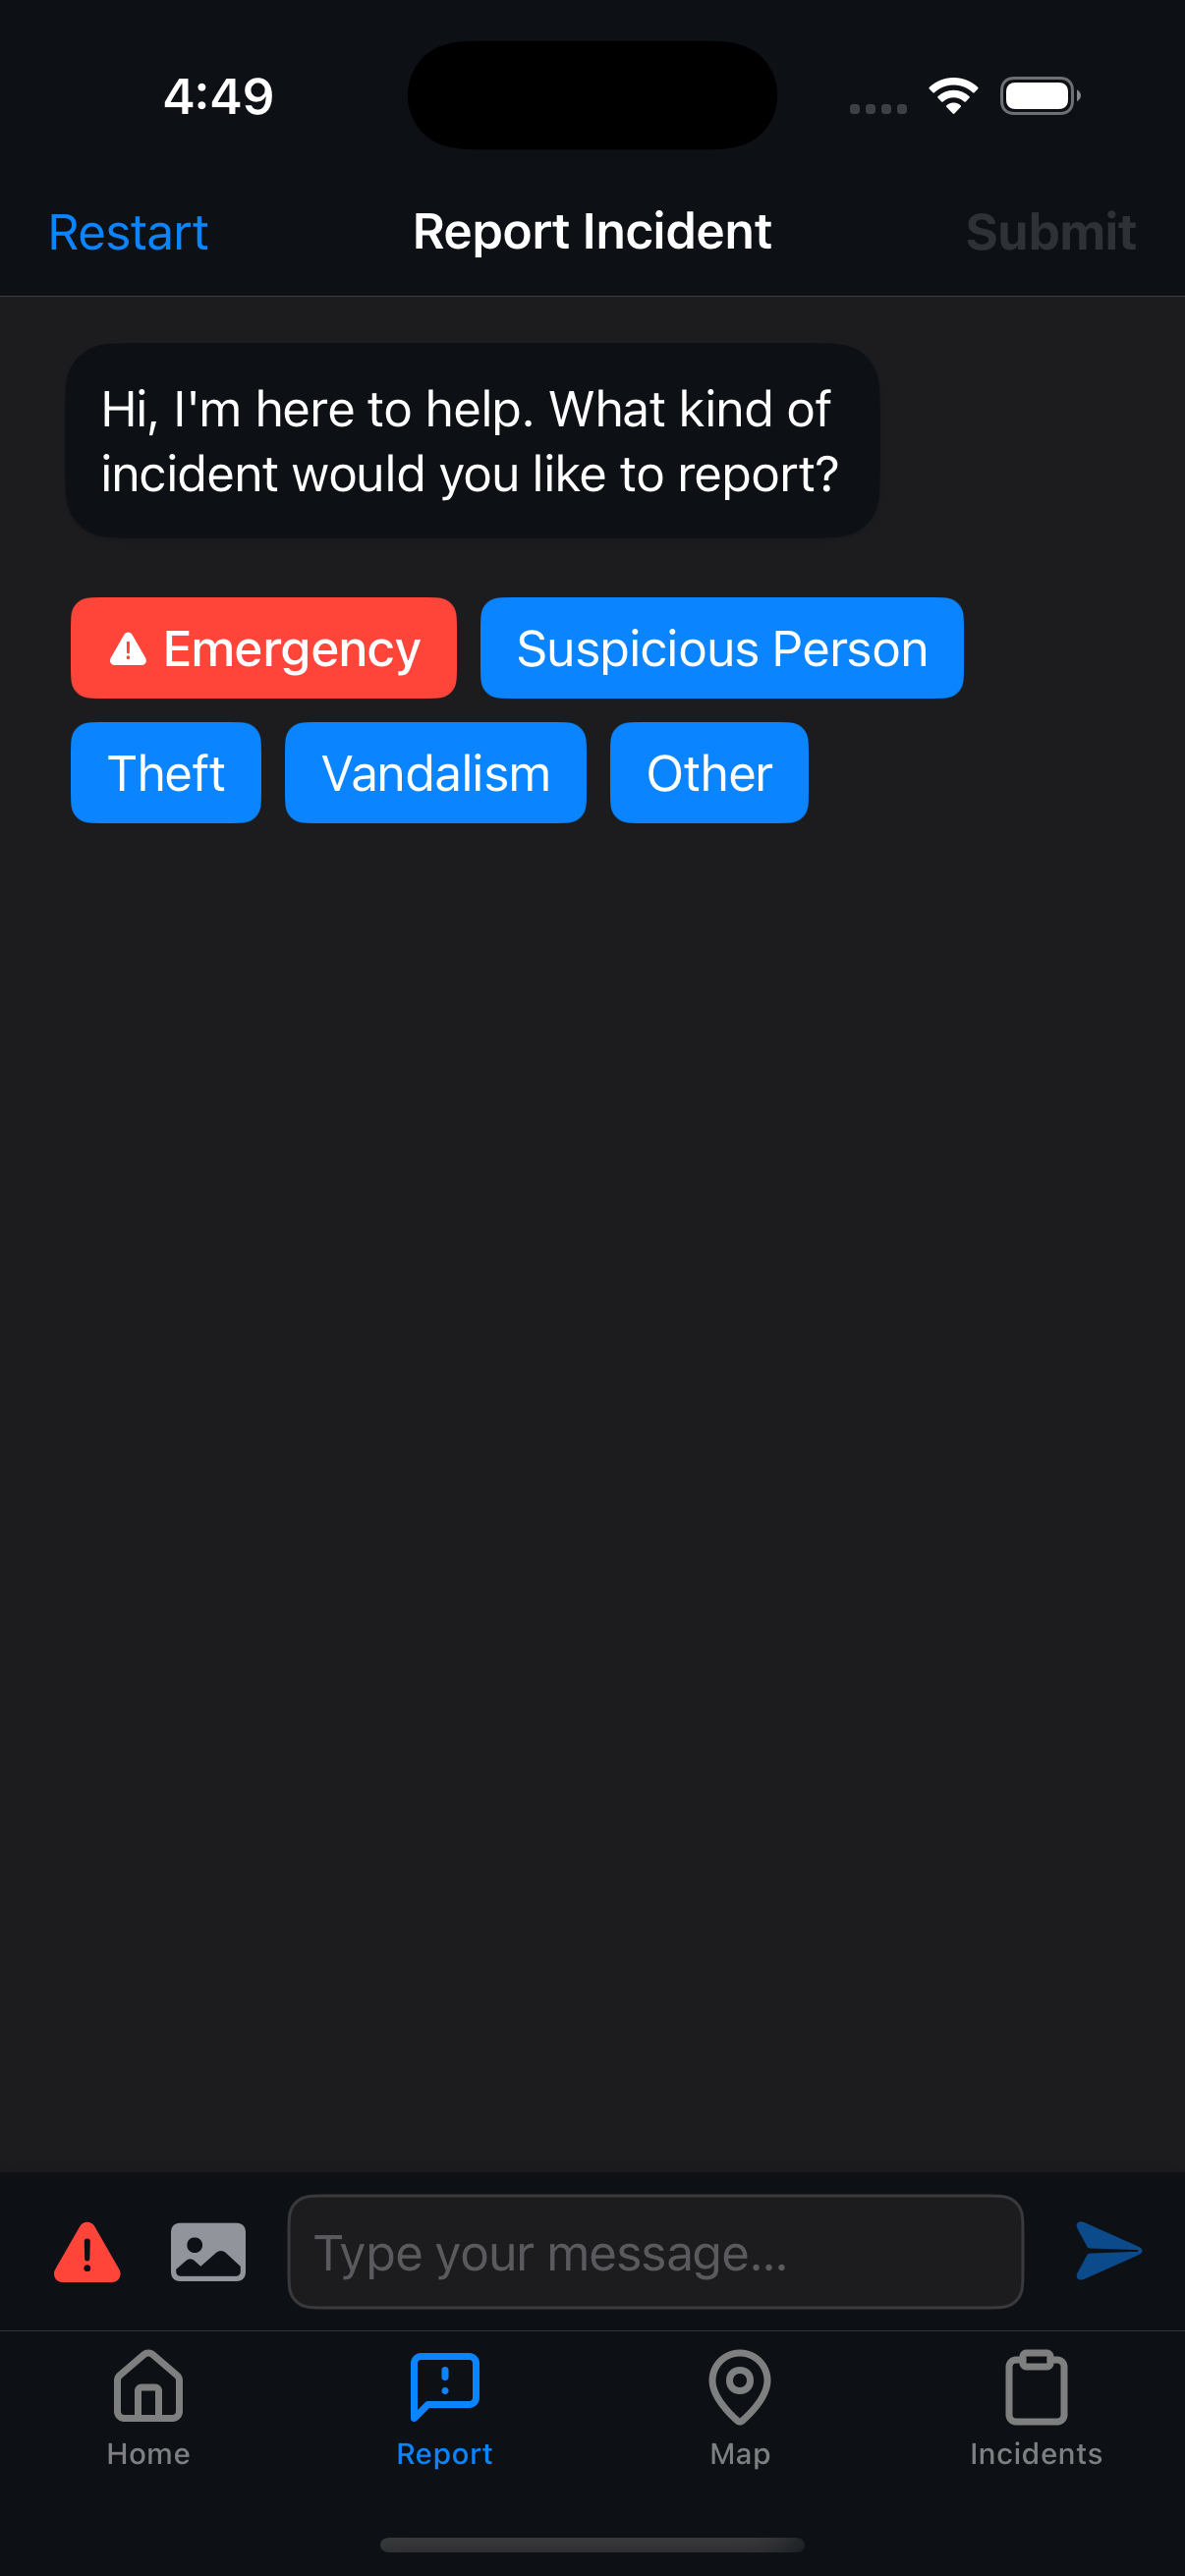 4:49
Restart
Report Incident
Submit
Hi, I'm here to help. What kind of
incident would you like to report?
Emergency
Suspicious Person
Theft
Vandalism
Other
Type your message...
Home
Report
Map
Incidents